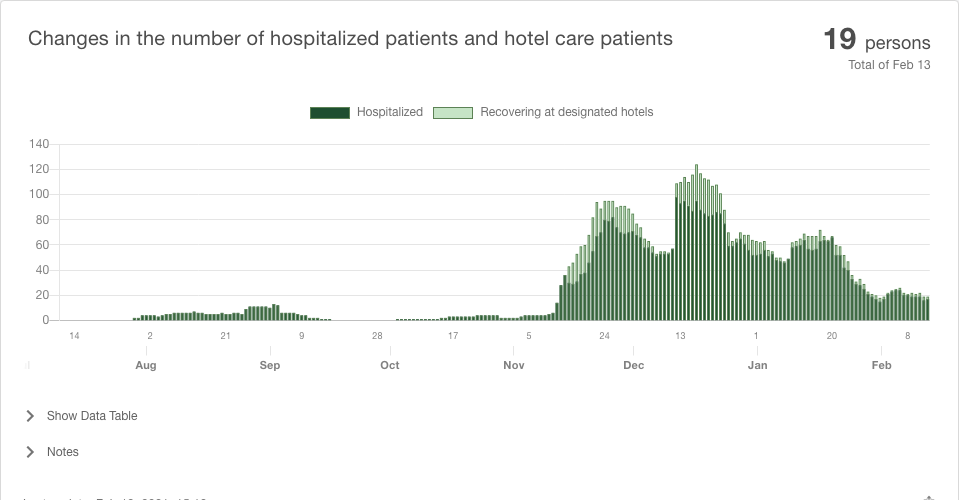 Changes in the number of hospitalized patients and hotel care patients
19 persons
Total of Feb 13
Hospitalized Recovering at designated hotels
140
120
100
80
60
40
20
0
14 2 21 9 28 17 5 24 13 1 20 8
Aug Sep Oct Nov Dec Jan Feb
Show Data Table
Notes